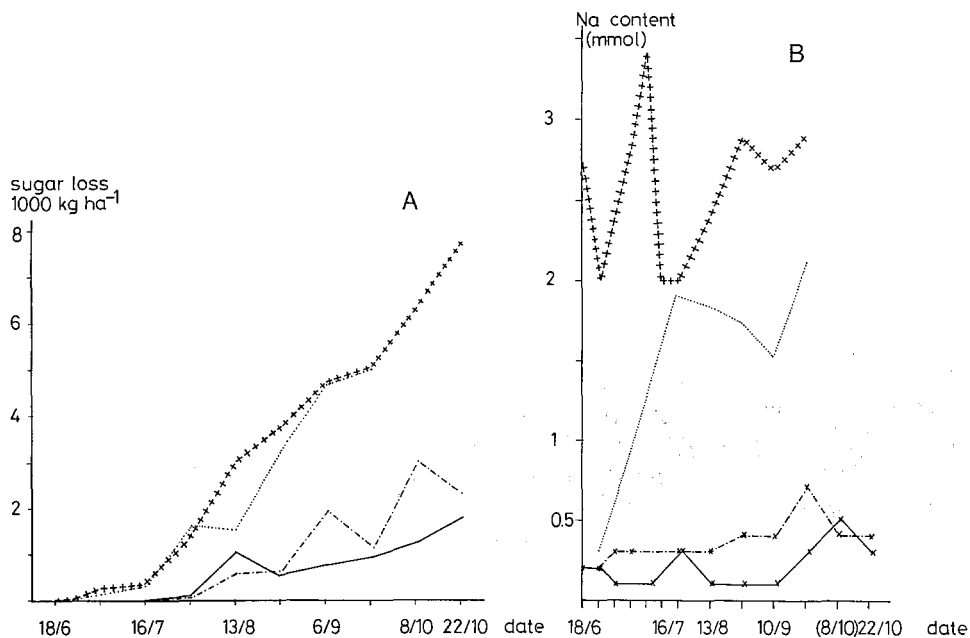 sugar loss
1000 kg ha⁻¹
A
8
6
4
2
18/6 16/7 13/8 6/9 8/10 22/10 date
Na content
(mmol)
B
3
2
1
0.5
18/6 16/7 13/8 10/9 (8/10) 22/10 date